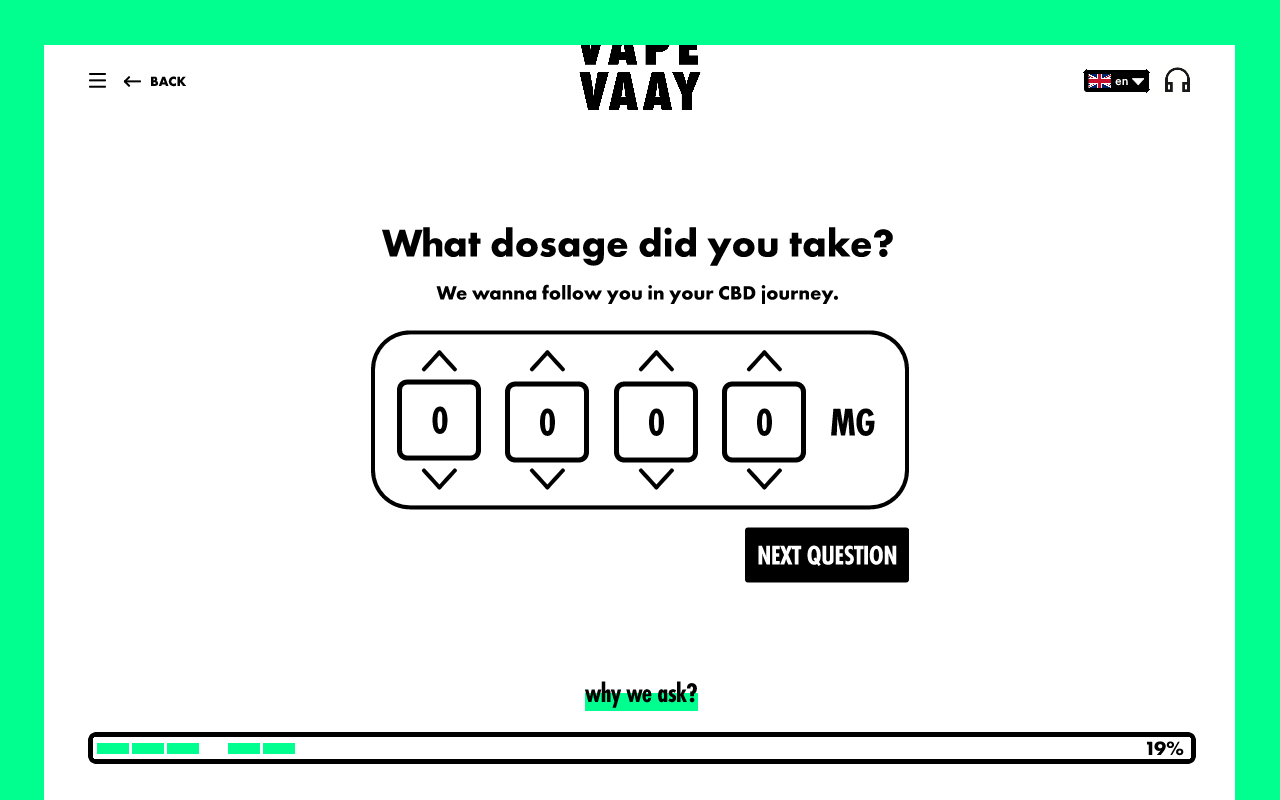 VAPE
VAAY
BACK
en
What dosage did you take?
We wanna follow you in your CBD journey.
0 0 0 0 MG
NEXT QUESTION
why we ask?
19%